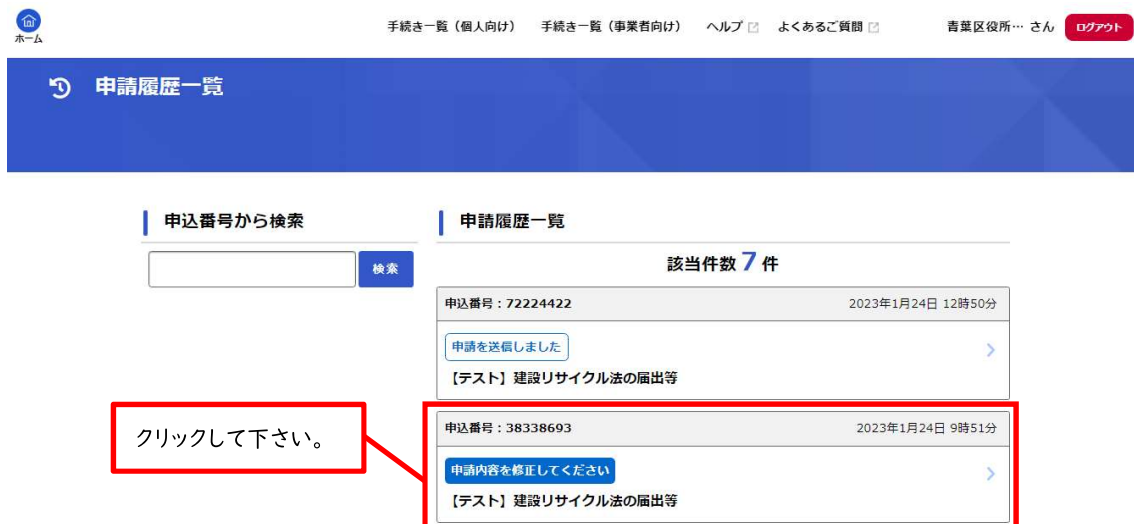 ホーム
手続き一覧（個人向け） 手続き一覧（事業者向け） ヘルプ よくあるご質問 青葉区役所… さん ログアウト
申請履歴一覧
申込番号から検索
検索
申請履歴一覧
該当件数 7 件
申込番号：72224422 2023年1月24日 12時50分
申請を送信しました
【テスト】建設リサイクル法の届出等
クリックして下さい。
申込番号：38338693 2023年1月24日 9時51分
申請内容を修正してください
【テスト】建設リサイクル法の届出等